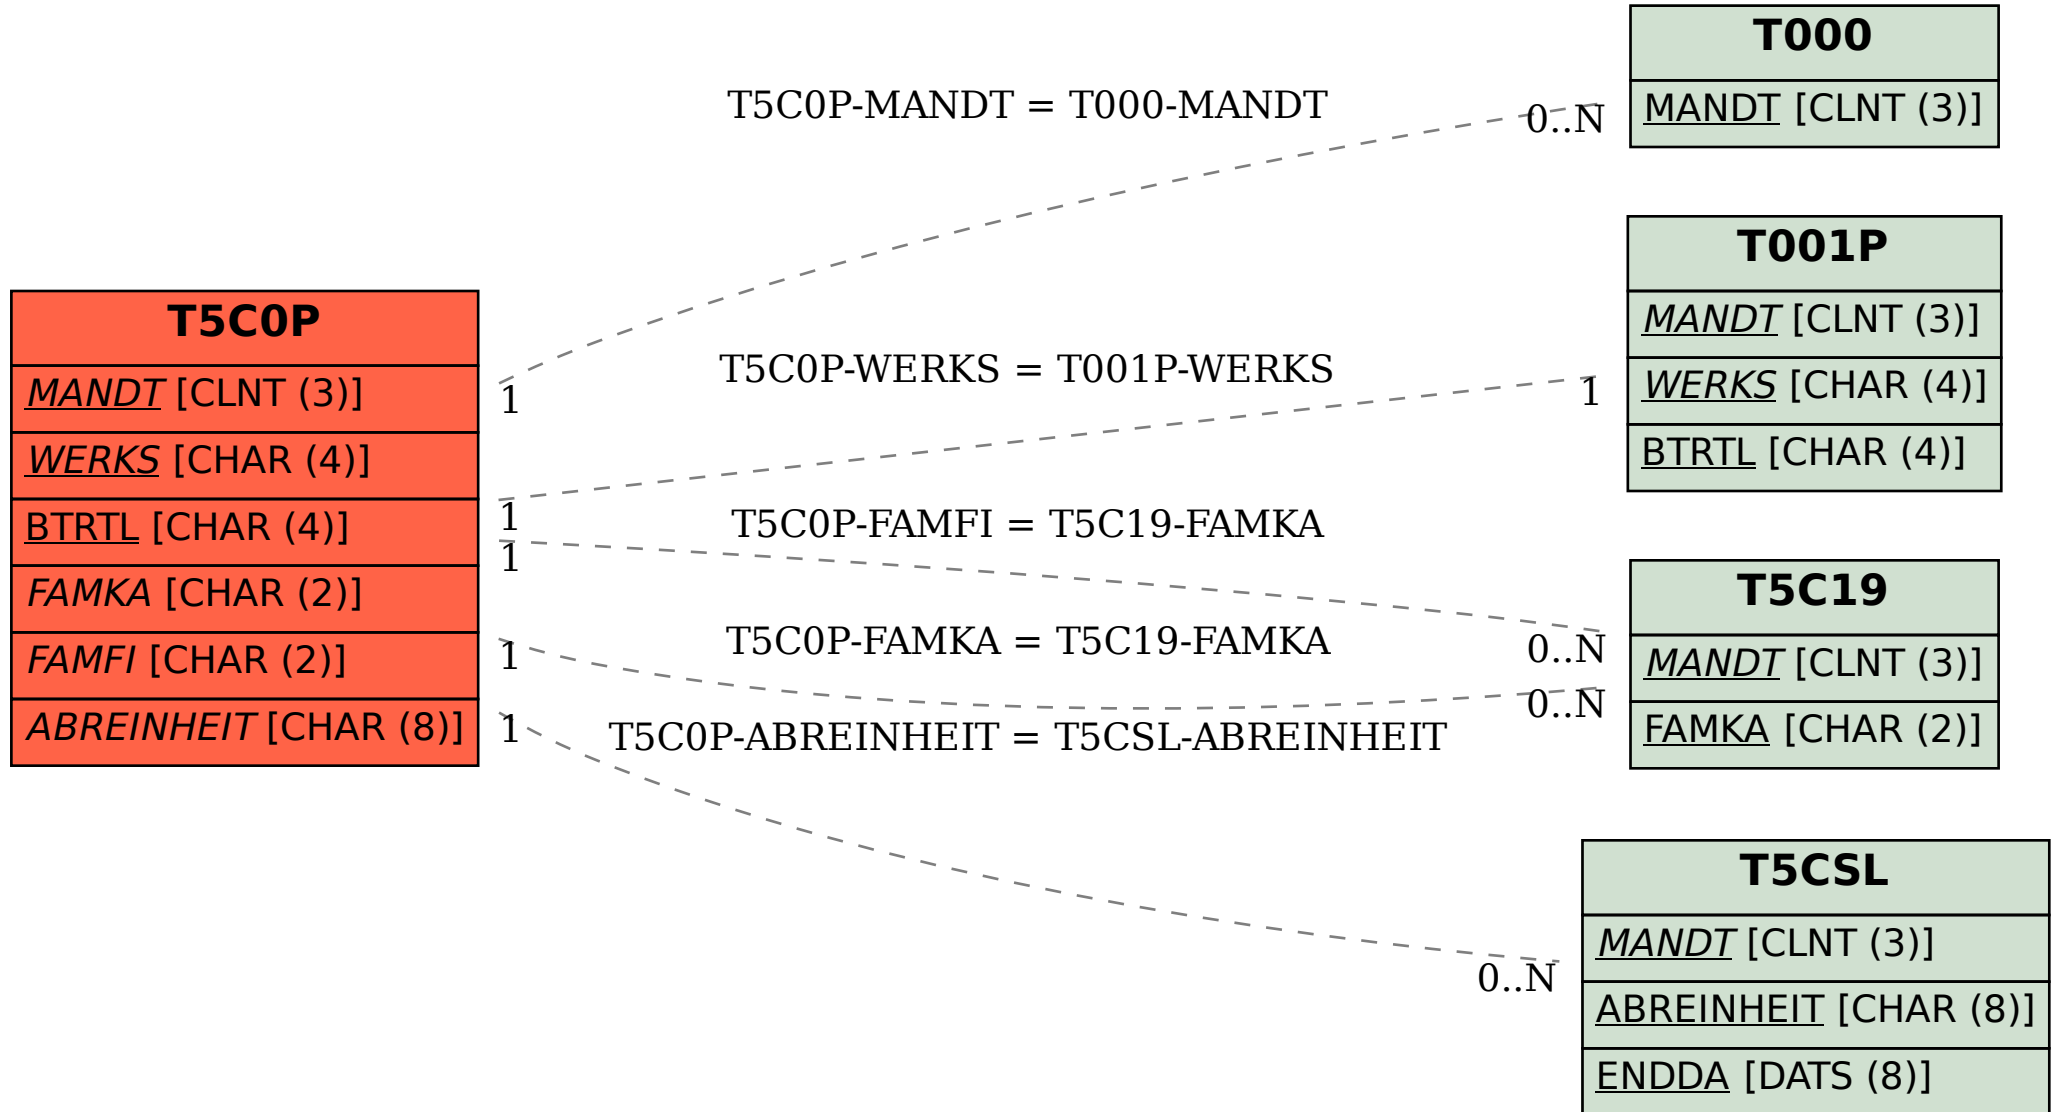 T5C0P
MANDT [CLNT (3)]
WERKS [CHAR (4)]
BTRTL [CHAR (4)]
FAMKA [CHAR (2)]
FAMFI [CHAR (2)]
ABREINHEIT [CHAR (8)]
T5C0P-MANDT = T000-MANDT
1
0..N
T5C0P-WERKS = T001P-WERKS
1
1
T5C0P-FAMFI = T5C19-FAMKA
1
0..N
T5C0P-FAMKA = T5C19-FAMKA
1
0..N
T5C0P-ABREINHEIT = T5CSL-ABREINHEIT
1
0..N
T000
MANDT [CLNT (3)]
T001P
MANDT [CLNT (3)]
WERKS [CHAR (4)]
BTRTL [CHAR (4)]
T5C19
MANDT [CLNT (3)]
FAMKA [CHAR (2)]
T5CSL
MANDT [CLNT (3)]
ABREINHEIT [CHAR (8)]
ENDDA [DATS (8)]